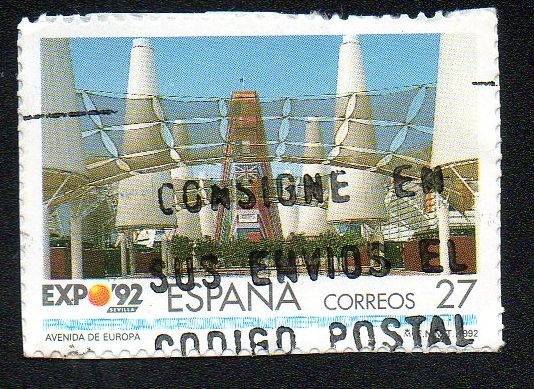 CONSIGNE EN
SUS ENVIOS EL
EXPO'92 ESPAÑA CORREOS 27
SEVILLA
AVENIDA DE EUROPA 1992
CODIGO POSTAL